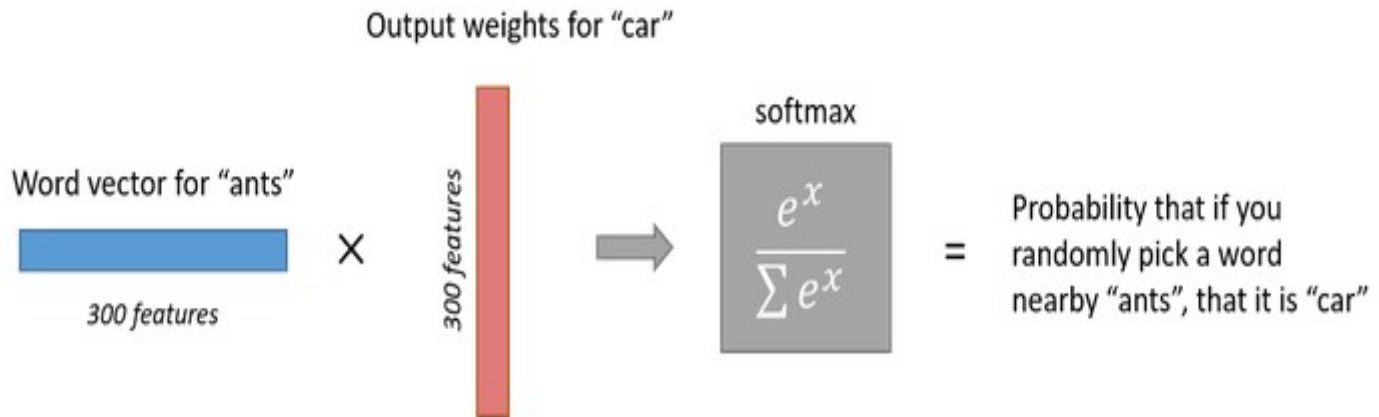 Output weights for “car”
softmax
Word vector for “ants”
300 features
×
300 features
e^x
∑ e^x
=
Probability that if you
randomly pick a word
nearby “ants”, that it is “car”